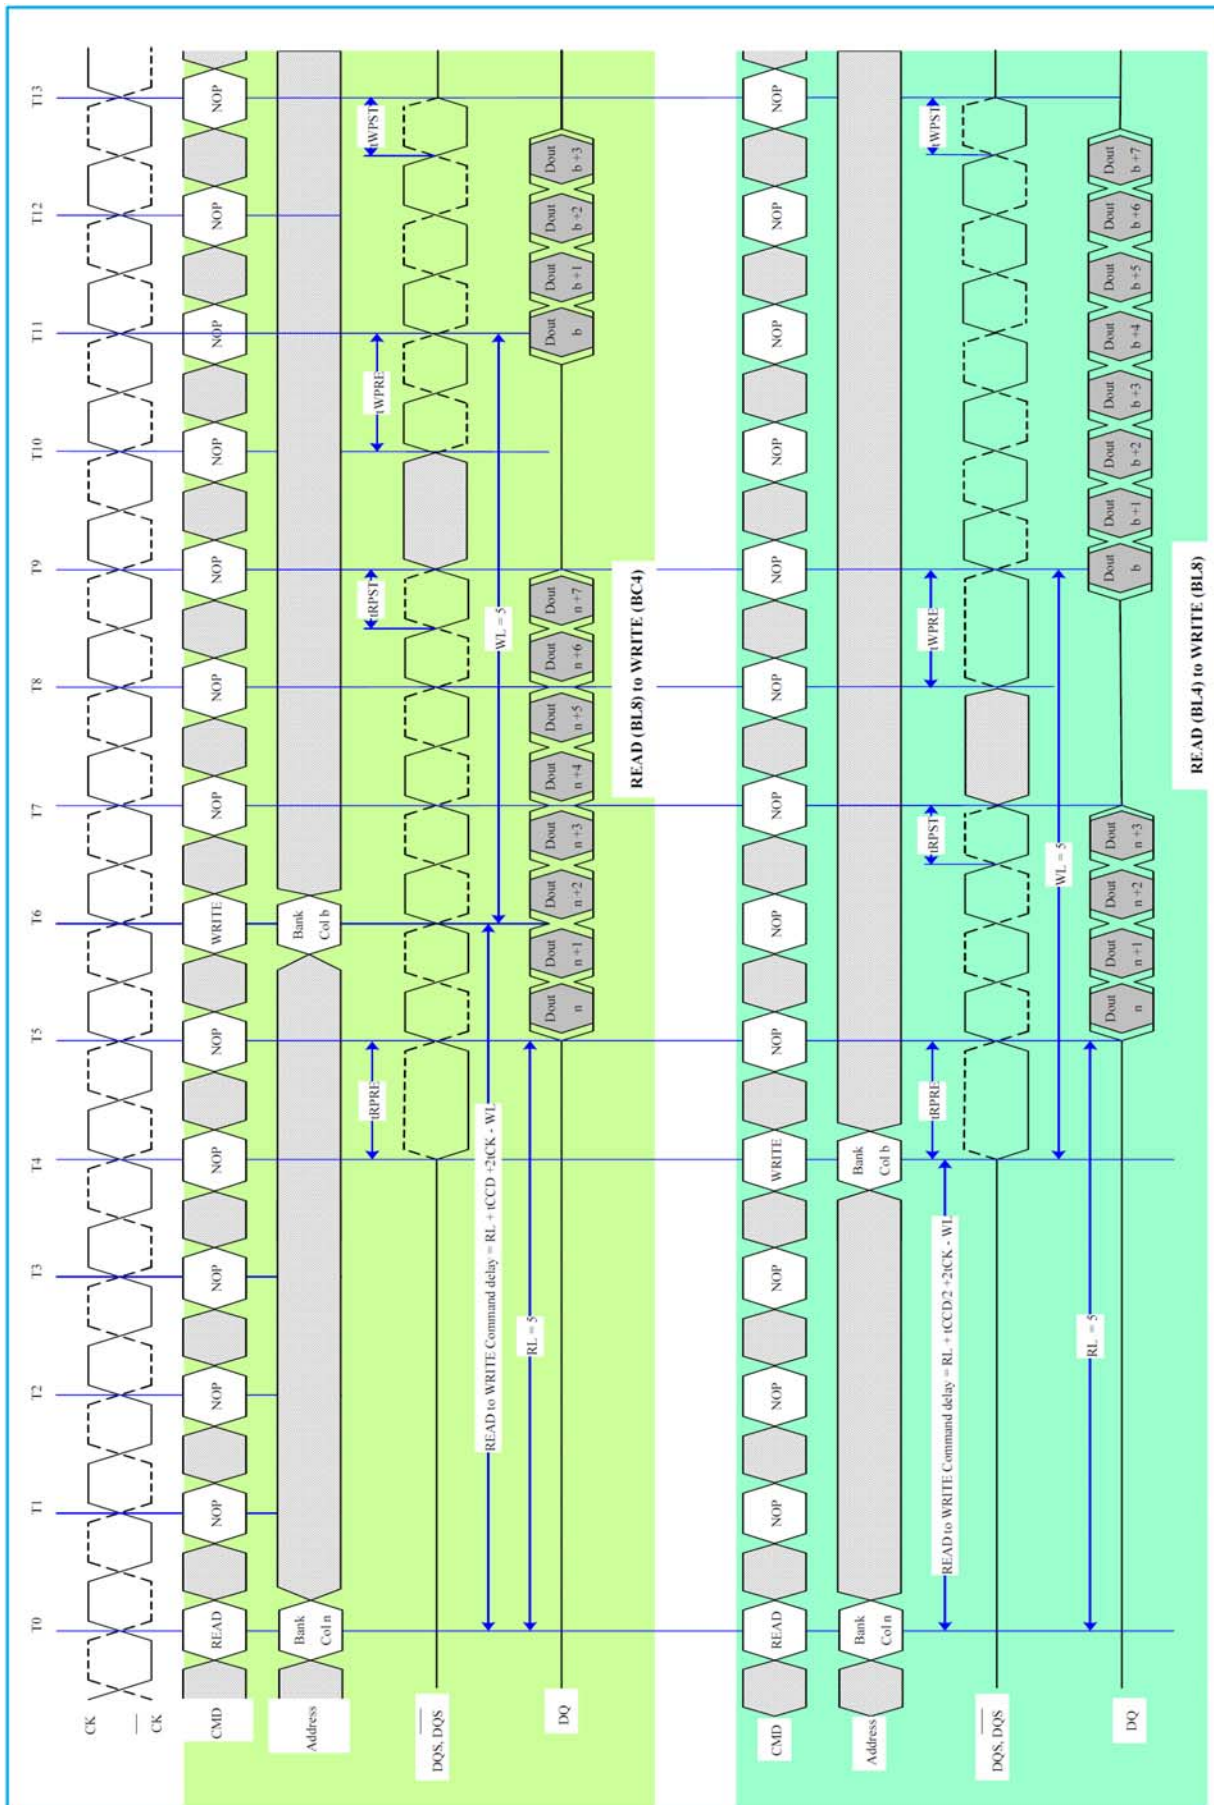 T0 T1 T2 T3 T4 T5 T6 T7 T8 T9 T10 T11 T12 T13
CK
CK
CMD READ NOP NOP NOP NOP NOP WRITE NOP NOP NOP NOP NOP NOP NOP
Address
Bank Col n
Bank Col b
tRPRE tRPST tWPRE tWPST
DQS, DQS
READ to WRITE Command delay = RL + tCCD +2tCK - WL
WL = 5
RL = 5
DQ
Dout n
Dout n +1
Dout n +2
Dout n +3
Dout n +4
Dout n +5
Dout n +6
Dout n +7
Dout b
Dout b +1
Dout b +2
Dout b +3
READ (BL8) to WRITE (BC4)
CMD READ NOP NOP NOP WRITE NOP NOP NOP NOP NOP NOP NOP NOP NOP
Address
Bank Col n
Bank Col b
tRPRE tRPST tWPRE tWPST
READ to WRITE Command delay = RL + tCCD/2 +2tCK - WL
DQS, DQS
WL = 5
RL = 5
DQ
Dout n
Dout n +1
Dout n +2
Dout n +3
Dout b
Dout b +1
Dout b +2
Dout b +3
Dout b +4
Dout b +5
Dout b +6
Dout b +7
READ (BL4) to WRITE (BL8)